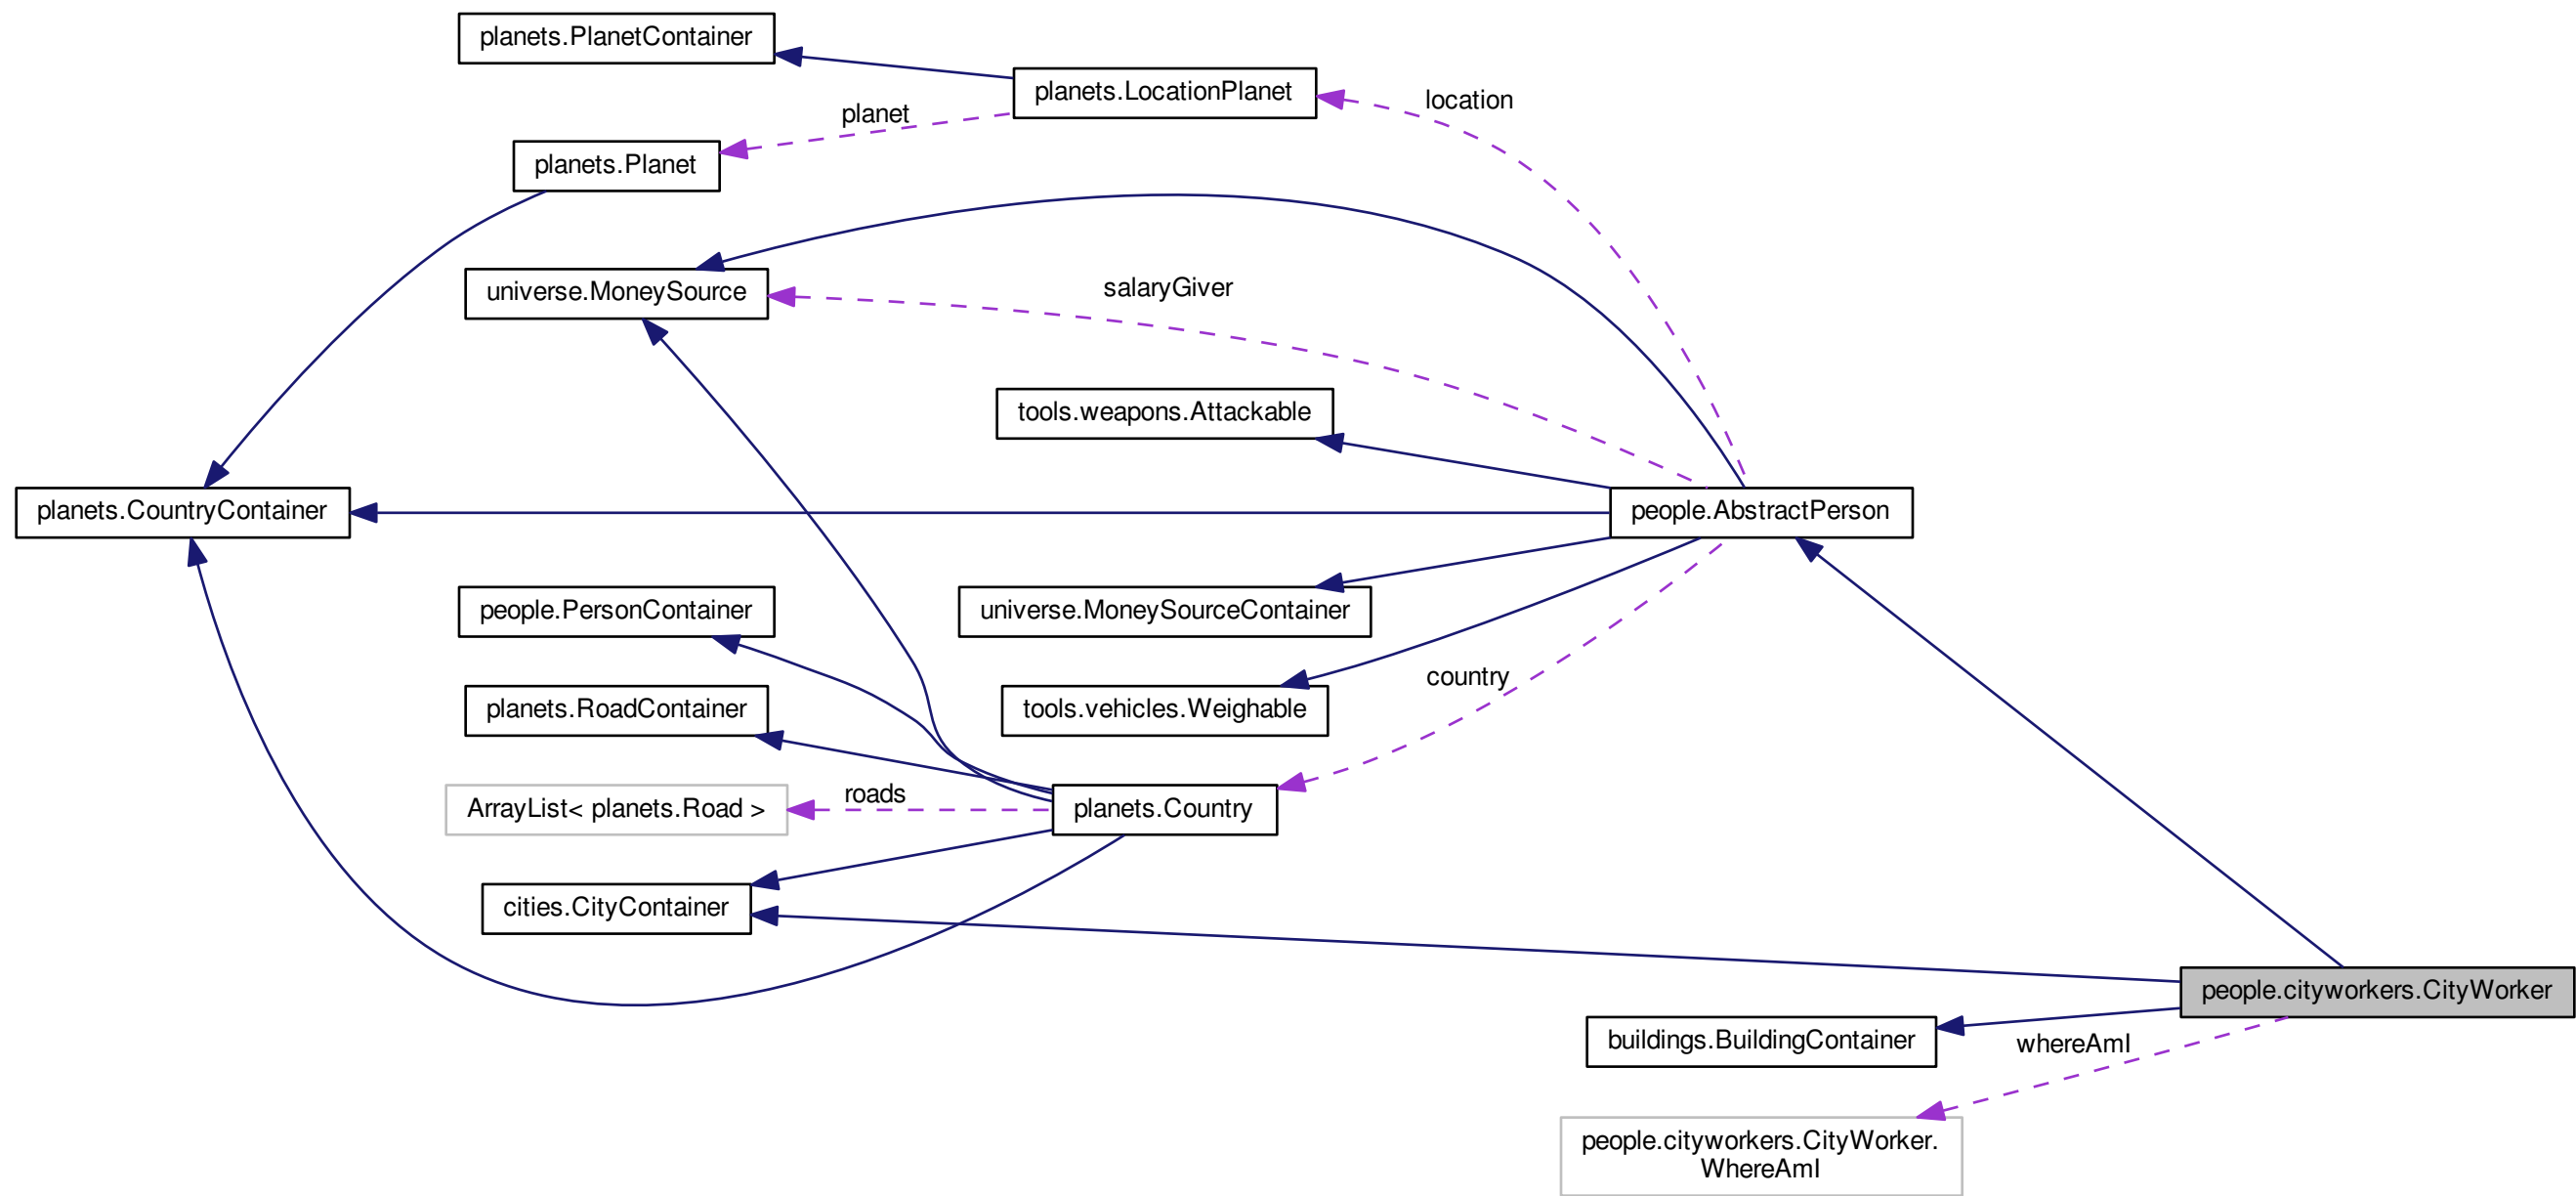 planets.PlanetContainer
planets.LocationPlanet
location
planet
planets.Planet
universe.MoneySource
salaryGiver
tools.weapons.Attackable
planets.CountryContainer
people.AbstractPerson
people.PersonContainer
universe.MoneySourceContainer
country
planets.RoadContainer
tools.vehicles.Weighable
roads
ArrayList< planets.Road >
planets.Country
cities.CityContainer
people.cityworkers.CityWorker
buildings.BuildingContainer
whereAmI
people.cityworkers.CityWorker.
WhereAmI